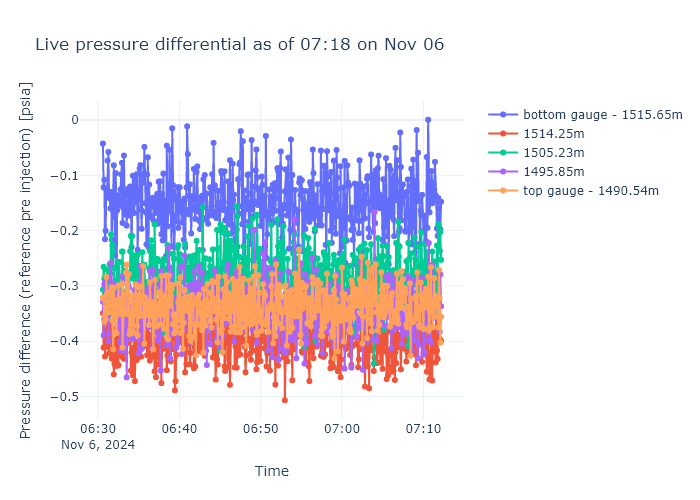 Live pressure differential as of 07:18 on Nov 06
Pressure difference (reference pre injection) [psia]
0
−0.1
−0.2
−0.3
−0.4
−0.5
06:30
06:40
06:50
07:00
07:10
Nov 6, 2024
Time
bottom gauge - 1515.65m
1514.25m
1505.23m
1495.85m
top gauge - 1490.54m